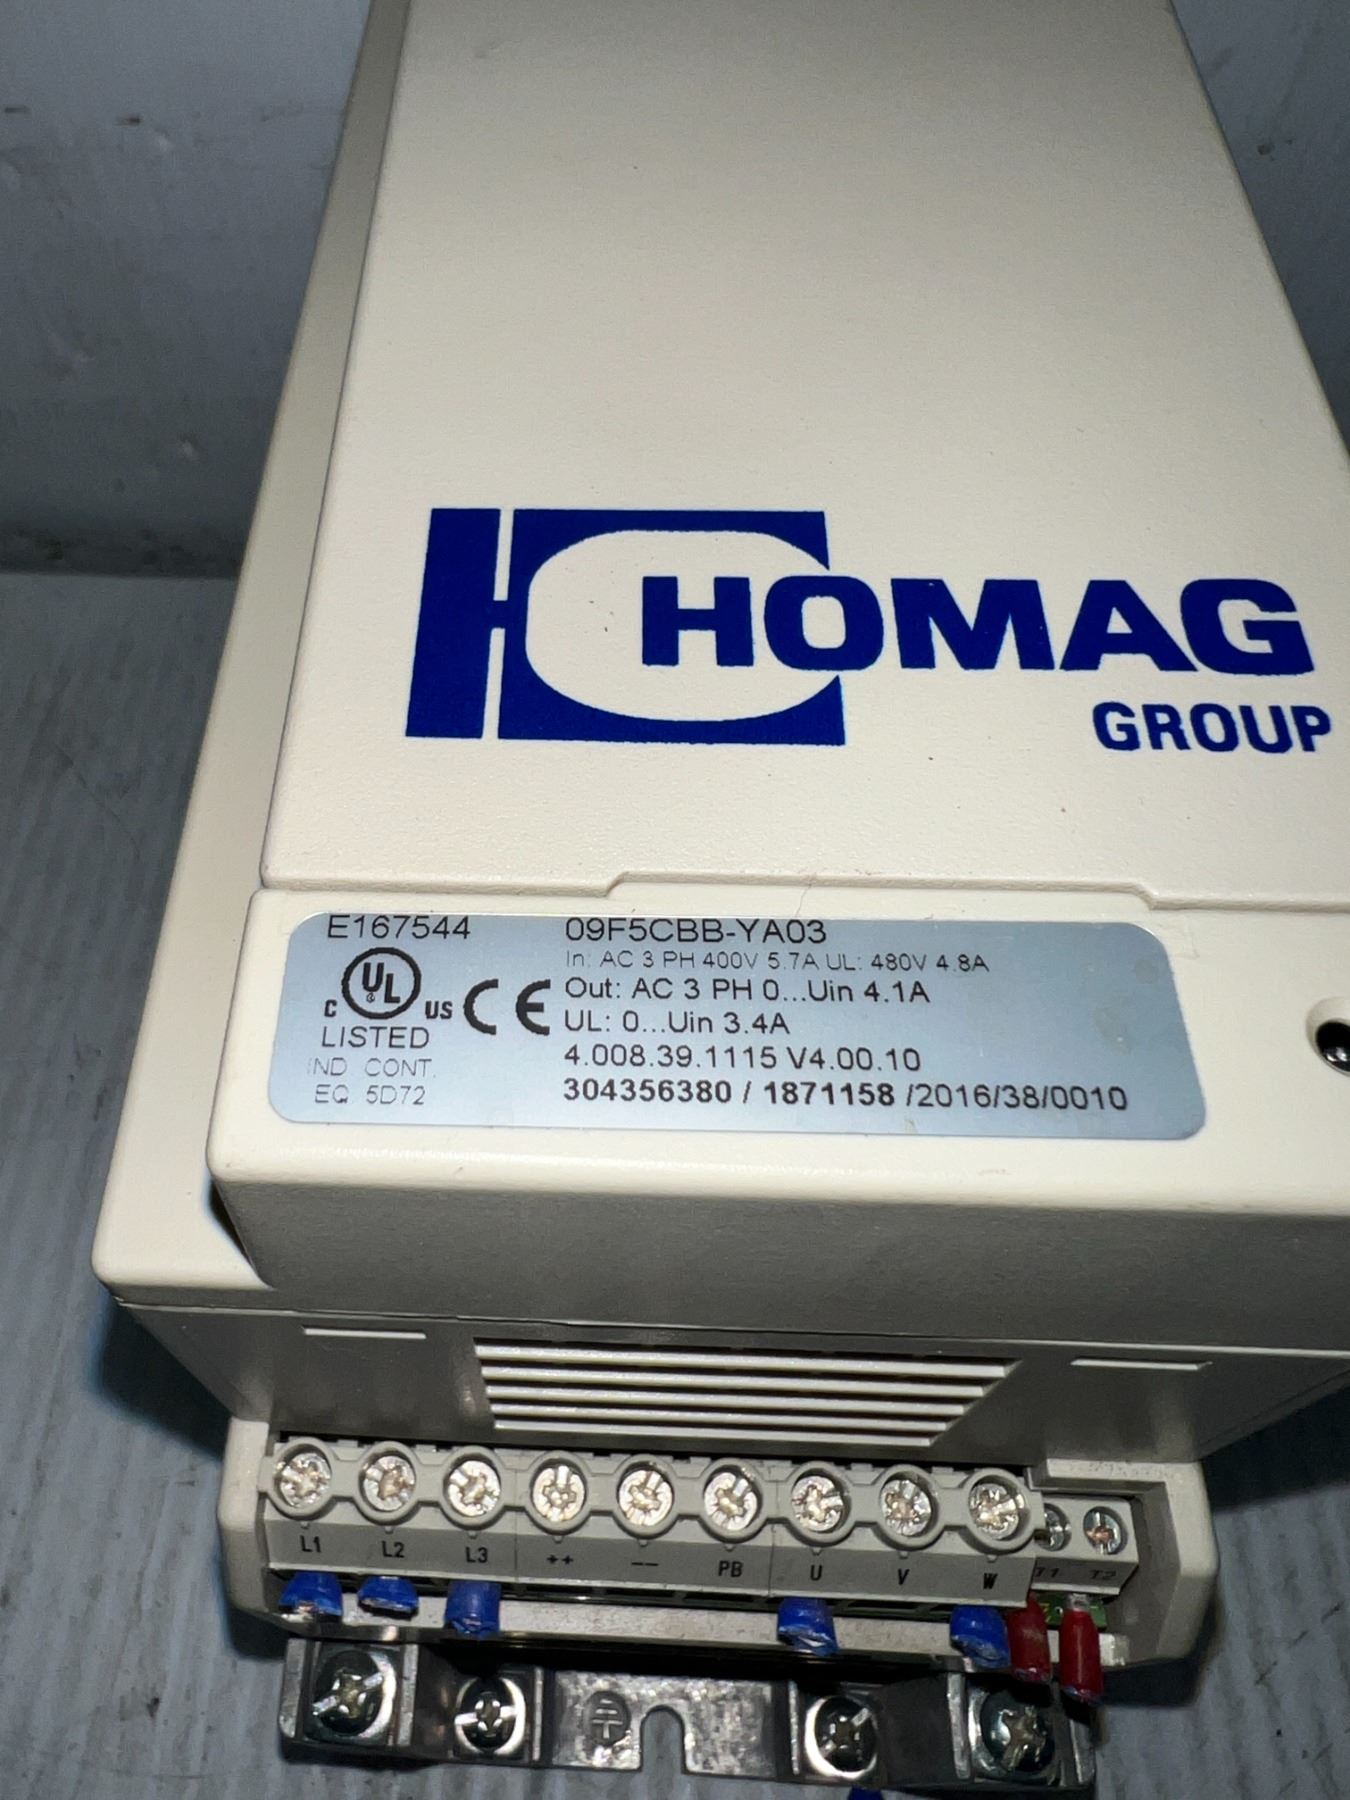 HOMAG
GROUP
E167544
C UL US
LISTED
IND. CONT.
EQ. 5D72
CE
09F5CBB-YA03
In: AC 3 PH 400V 5.7A UL: 480V 4.8A
Out: AC 3 PH 0...Uin 4.1A
UL: 0...Uin 3.4A
4.008.39.1115 V4.00.10
304356380 / 1871158 /2016/38/0010
L1 L2 L3 ++ -- PB U V W T1 T2